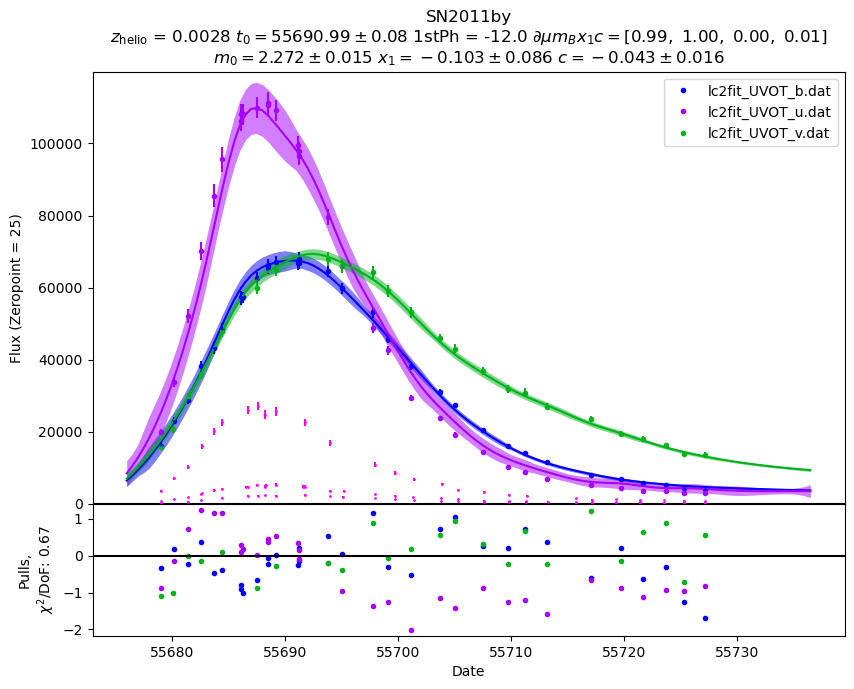 SN2011by
z_helio = 0.0028 t_0 = 55690.99 ± 0.08 1stPh = -12.0 ∂μm_Bx_1c = [0.99, 1.00, 0.00, 0.01]
m_0 = 2.272 ± 0.015 x_1 = −0.103 ± 0.086 c = −0.043 ± 0.016
lc2fit_UVOT_b.dat
lc2fit_UVOT_u.dat
lc2fit_UVOT_v.dat
Flux (Zeropoint = 25)
100000
80000
60000
40000
20000
0
Pulls,
χ²/DoF: 0.67
1
0
−1
−2
55680 55690 55700 55710 55720 55730
Date